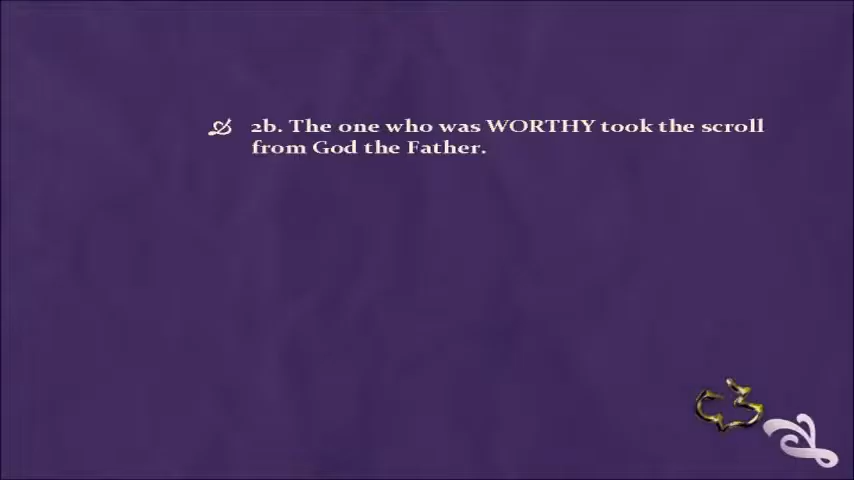 2b. The one who was WORTHY took the scroll
from God the Father.